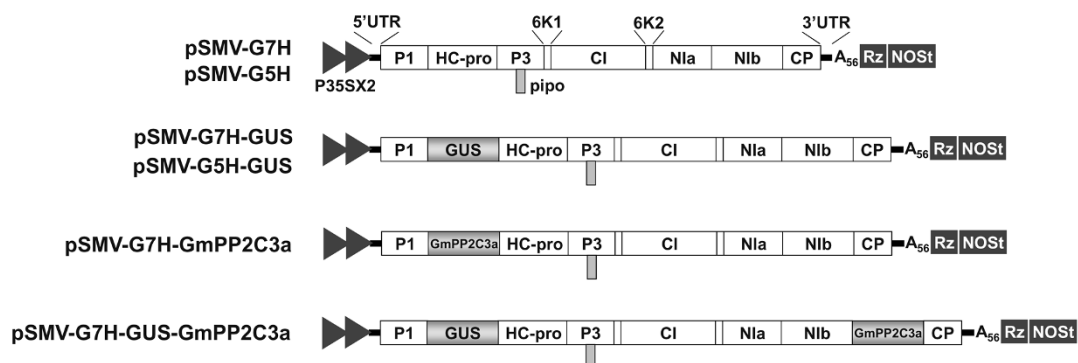 5'UTR 6K1 6K2 3'UTR
pSMV-G7H
pSMV-G5H
P1 HC-pro P3 CI NIa NIb CP A56 Rz NOSt
P35SX2 pipo
pSMV-G7H-GUS
pSMV-G5H-GUS
P1 GUS HC-pro P3 CI NIa NIb CP A56 Rz NOSt
pSMV-G7H-GmPP2C3a
P1 GmPP2C3a HC-pro P3 CI NIa NIb CP A56 Rz NOSt
pSMV-G7H-GUS-GmPP2C3a
P1 GUS HC-pro P3 CI NIa NIb GmPP2C3a CP A56 Rz NOSt